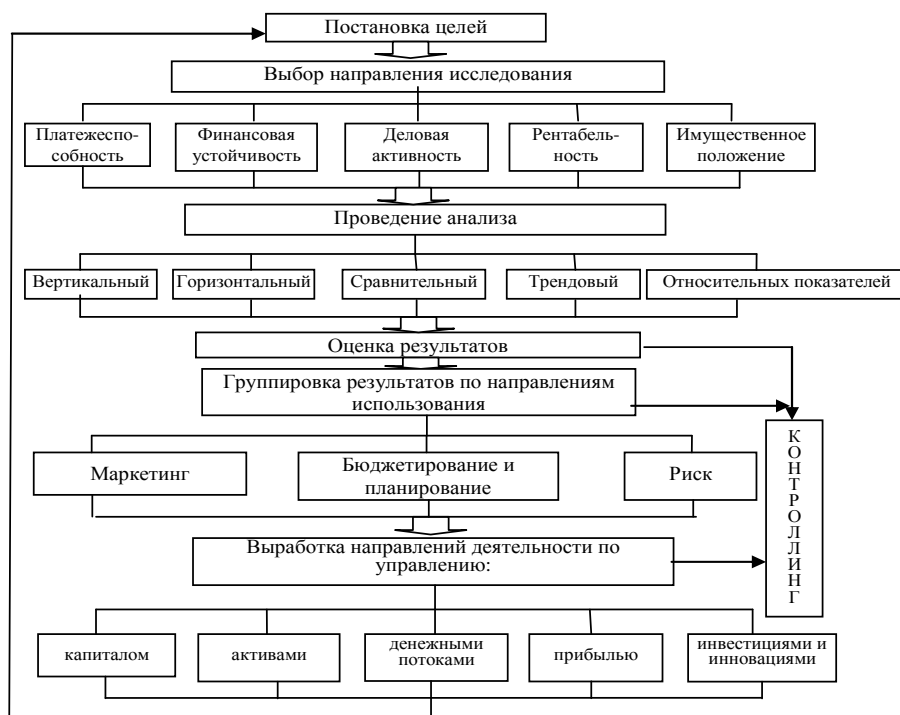 Постановка целей
Выбор направления исследования
Платежеспо-
собность
Финансовая
устойчивость
Деловая
активность
Рентабель-
ность
Имущественное
положение
Проведение анализа
Вертикальный
Горизонтальный
Сравнительный
Трендовый
Относительных показателей
Оценка результатов
Группировка результатов по направлениям
использования
Маркетинг
Бюджетирование и
планирование
Риск
КОНТРОЛЛИНГ
Выработка направлений деятельности по
управлению:
капиталом
активами
денежными
потоками
прибылью
инвестициями и
инновациями